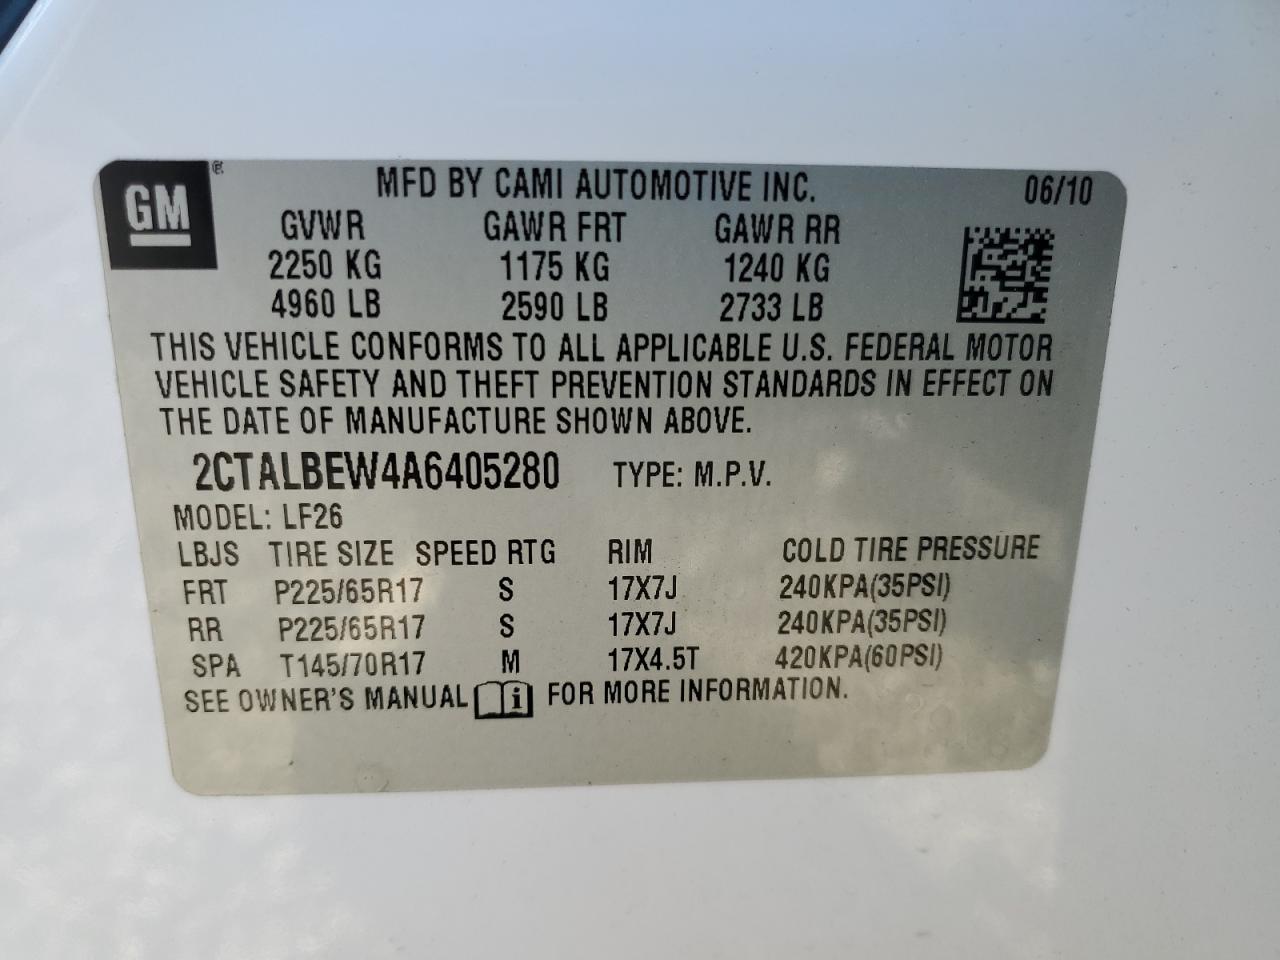 GM
MFD BY CAMI AUTOMOTIVE INC. 06/10
GVWR GAWR FRT GAWR RR
2250 KG 1175 KG 1240 KG
4960 LB 2590 LB 2733 LB
THIS VEHICLE CONFORMS TO ALL APPLICABLE U.S. FEDERAL MOTOR
VEHICLE SAFETY AND THEFT PREVENTION STANDARDS IN EFFECT ON
THE DATE OF MANUFACTURE SHOWN ABOVE.
2CTALBEW4A6405280 TYPE: M.P.V.
MODEL: LF26
LBJS TIRE SIZE SPEED RTG RIM COLD TIRE PRESSURE
FRT P225/65R17 S 17X7J 240KPA(35PSI)
RR P225/65R17 S 17X7J 240KPA(35PSI)
SPA T145/70R17 M 17X4.5T 420KPA(60PSI)
SEE OWNER'S MANUAL i FOR MORE INFORMATION.